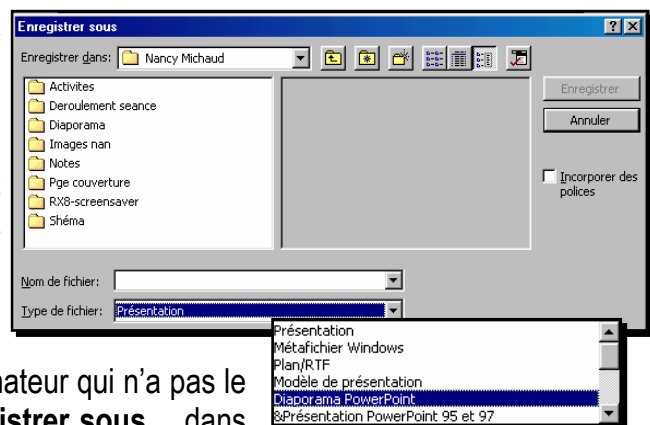 Enregistrer sous
Enregistrer dans: Nancy Michaud
Activites
Deroulement seance
Diaporama
Images nan
Notes
Pge couverture
RX8-screensaver
Shéma
Enregistrer
Annuler
Incorporer des
polices
Nom de fichier:
Type de fichier: Présentation
Présentation
Métafichier Windows
Plan/RTF
Modèle de présentation
Diaporama PowerPoint
&Présentation PowerPoint 95 et 97
ateur qui n'a pas le
istrer sous... dans